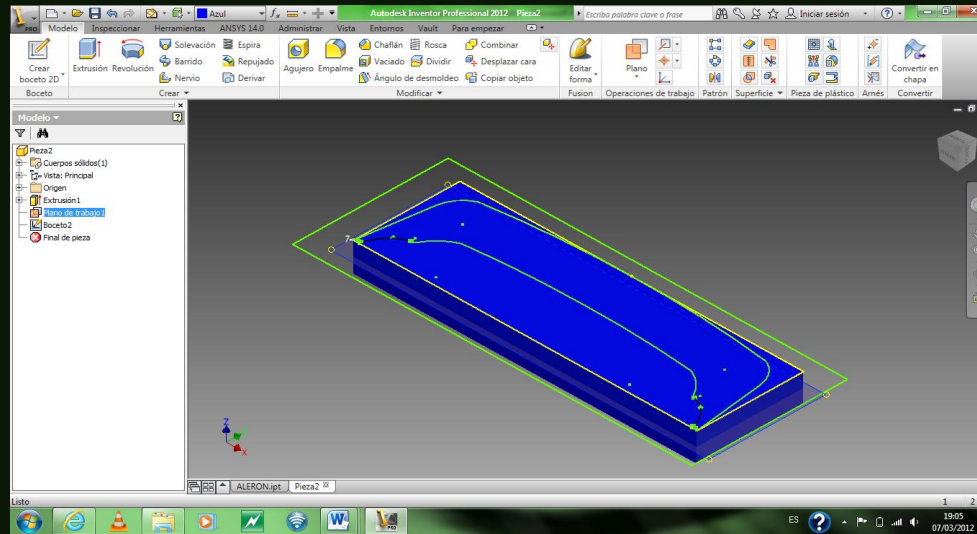 Azul
Autodesk Inventor Professional 2012 Pieza2
Escriba palabra clave o frase
Iniciar sesión
PRO
Modelo Inspeccionar Herramientas ANSYS 14.0 Administrar Vista Entornos Vault Para empezar
Crear boceto 2D
Extrusión
Revolución
Solevación
Barrido
Nervio
Espira
Repujado
Derivar
Agujero
Empalme
Chaflán
Vaciado
Ángulo de desmoldeo
Rosca
Dividir
Combinar
Desplazar cara
Copiar objeto
Editar forma
Plano
Convertir en chapa
Boceto
Crear
Modificar
Fusion
Operaciones de trabajo
Patrón
Superficie
Pieza de plástico
Arnés
Convertir
Modelo
Pieza2
Cuerpos sólidos(1)
Vista: Principal
Origen
Extrusión1
Plano de trabajo1
Boceto2
Final de pieza
7
Z
X
ALERON.ipt
Pieza2
Listo
1 2
ES
19:05
07/03/2012